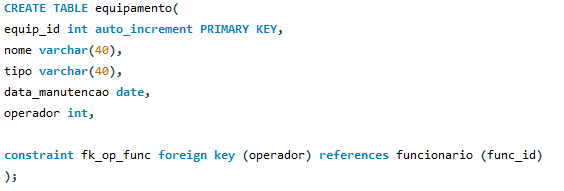 CREATE TABLE equipamento(
equip_id int auto_increment PRIMARY KEY,
nome varchar(40),
tipo varchar(40),
data_manutencao date,
operador int,
constraint fk_op_func foreign key (operador) references funcionario (func_id)
);